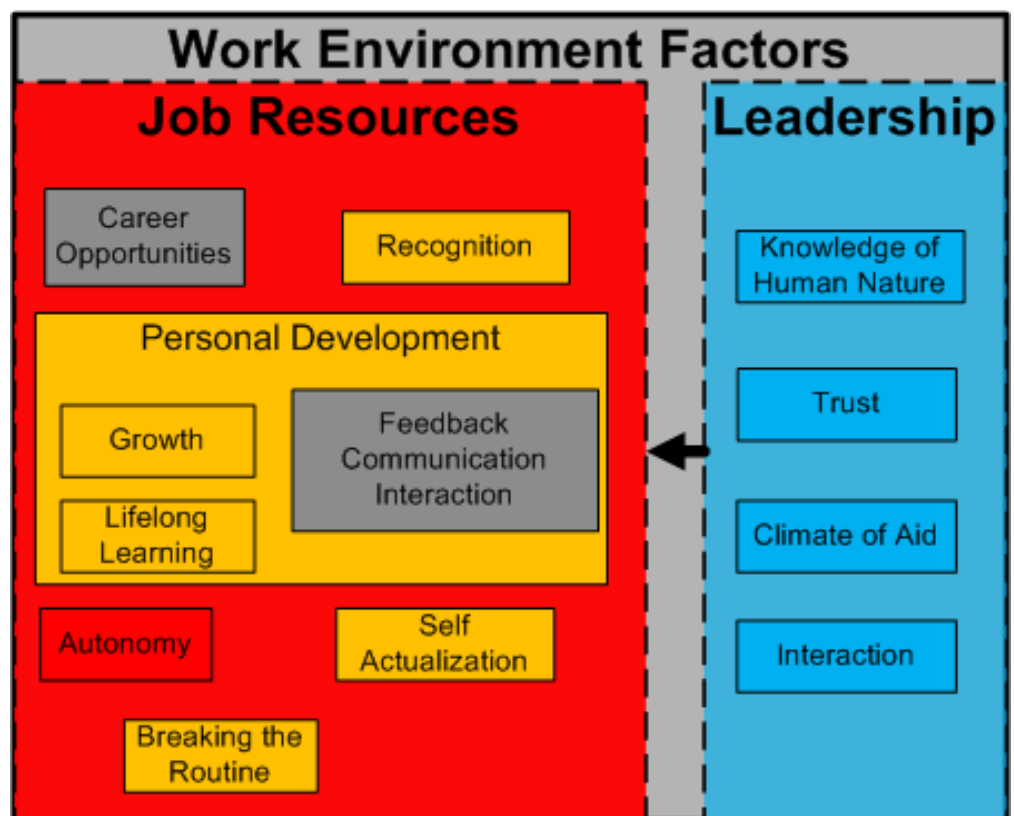 Work Environment Factors
Job Resources
Career
Opportunities
Recognition
Personal Development
Growth
Lifelong
Learning
Feedback
Communication
Interaction
Autonomy
Self
Actualization
Breaking the
Routine
Leadership
Knowledge of
Human Nature
Trust
Climate of Aid
Interaction